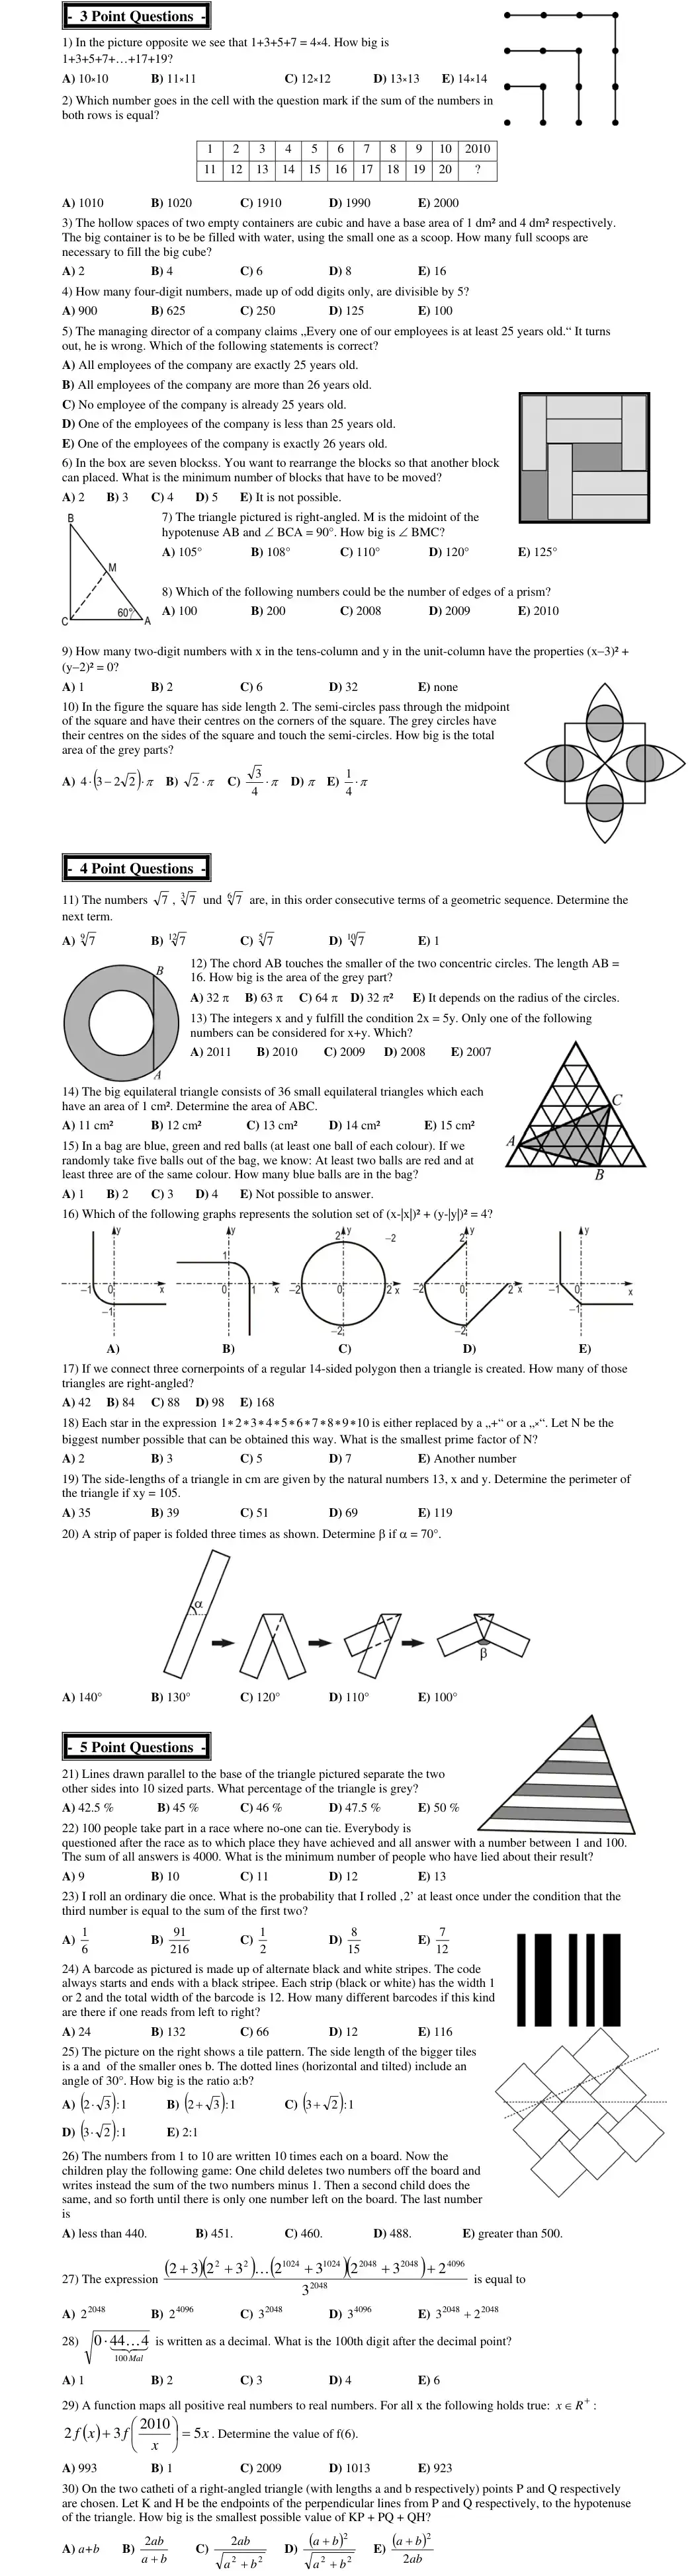 - 3 Point Questions -
1) In the picture opposite we see that 1+3+5+7 = 4×4. How big is
1+3+5+7+…+17+19?
A) 10×10 B) 11×11 C) 12×12 D) 13×13 E) 14×14
2) Which number goes in the cell with the question mark if the sum of the numbers in
both rows is equal?
1 2 3 4 5 6 7 8 9 10 2010
11 12 13 14 15 16 17 18 19 20 ?
A) 1010 B) 1020 C) 1910 D) 1990 E) 2000
3) The hollow spaces of two empty containers are cubic and have a base area of 1 dm² and 4 dm² respectively.
The big container is to be be filled with water, using the small one as a scoop. How many full scoops are
necessary to fill the big cube?
A) 2 B) 4 C) 6 D) 8 E) 16
4) How many four-digit numbers, made up of odd digits only, are divisible by 5?
A) 900 B) 625 C) 250 D) 125 E) 100
5) The managing director of a company claims „Every one of our employees is at least 25 years old.“ It turns
out, he is wrong. Which of the following statements is correct?
A) All employees of the company are exactly 25 years old.
B) All employees of the company are more than 26 years old.
C) No employee of the company is already 25 years old.
D) One of the employees of the company is less than 25 years old.
E) One of the employees of the company is exactly 26 years old.
6) In the box are seven blockss. You want to rearrange the blocks so that another block
can placed. What is the minimum number of blocks that have to be moved?
A) 2 B) 3 C) 4 D) 5 E) It is not possible.
B
M
60°
C
A
7) The triangle pictured is right-angled. M is the midoint of the
hypotenuse AB and ∠ BCA = 90°. How big is ∠ BMC?
A) 105° B) 108° C) 110° D) 120° E) 125°
8) Which of the following numbers could be the number of edges of a prism?
A) 100 B) 200 C) 2008 D) 2009 E) 2010
9) How many two-digit numbers with x in the tens-column and y in the unit-column have the properties (x–3)² +
(y–2)² = 0?
A) 1 B) 2 C) 6 D) 32 E) none
10) In the figure the square has side length 2. The semi-circles pass through the midpoint
of the square and have their centres on the corners of the square. The grey circles have
their centres on the sides of the square and touch the semi-circles. How big is the total
area of the grey parts?
A) 4·(3−2√2)·π B) √2·π C) √3/4·π D) π E) 1/4·π
- 4 Point Questions -
11) The numbers √7 , ∛7 und ⁶√7 are, in this order consecutive terms of a geometric sequence. Determine the
next term.
A) ⁹√7 B) ¹²√7 C) ⁵√7 D) ¹⁰√7 E) 1
B
A
12) The chord AB touches the smaller of the two concentric circles. The length AB =
16. How big is the area of the grey part?
A) 32 π B) 63 π C) 64 π D) 32 π² E) It depends on the radius of the circles.
13) The integers x and y fulfill the condition 2x = 5y. Only one of the following
numbers can be considered for x+y. Which?
A) 2011 B) 2010 C) 2009 D) 2008 E) 2007
14) The big equilateral triangle consists of 36 small equilateral triangles which each
have an area of 1 cm². Determine the area of ABC.
A) 11 cm² B) 12 cm² C) 13 cm² D) 14 cm² E) 15 cm²
C
A
B
15) In a bag are blue, green and red balls (at least one ball of each colour). If we
randomly take five balls out of the bag, we know: At least two balls are red and at
least three are of the same colour. How many blue balls are in the bag?
A) 1 B) 2 C) 3 D) 4 E) Not possible to answer.
16) Which of the following graphs represents the solution set of (x-|x|)² + (y-|y|)² = 4?
y −1 0 x −1
y 1 0 1 x
2 y −2 −2 0 2 x −2
2 y −2 0 2 x −2
y −1 0 x −1
A) B) C) D) E)
17) If we connect three cornerpoints of a regular 14-sided polygon then a triangle is created. How many of those
triangles are right-angled?
A) 42 B) 84 C) 88 D) 98 E) 168
18) Each star in the expression 1∗2∗3∗4∗5∗6∗7∗8∗9∗10 is either replaced by a „+“ or a „×“. Let N be the
biggest number possible that can be obtained this way. What is the smallest prime factor of N?
A) 2 B) 3 C) 5 D) 7 E) Another number
19) The side-lengths of a triangle in cm are given by the natural numbers 13, x and y. Determine the perimeter of
the triangle if xy = 105.
A) 35 B) 39 C) 51 D) 69 E) 119
20) A strip of paper is folded three times as shown. Determine β if α = 70°.
α
β
A) 140° B) 130° C) 120° D) 110° E) 100°
- 5 Point Questions -
21) Lines drawn parallel to the base of the triangle pictured separate the two
other sides into 10 sized parts. What percentage of the triangle is grey?
A) 42.5 % B) 45 % C) 46 % D) 47.5 % E) 50 %
22) 100 people take part in a race where no-one can tie. Everybody is
questioned after the race as to which place they have achieved and all answer with a number between 1 and 100.
The sum of all answers is 4000. What is the minimum number of people who have lied about their result?
A) 9 B) 10 C) 11 D) 12 E) 13
23) I roll an ordinary die once. What is the probability that I rolled ‚2’ at least once under the condition that the
third number is equal to the sum of the first two?
A) 1/6 B) 91/216 C) 1/2 D) 8/15 E) 7/12
24) A barcode as pictured is made up of alternate black and white stripes. The code
always starts and ends with a black stripee. Each strip (black or white) has the width 1
or 2 and the total width of the barcode is 12. How many different barcodes if this kind
are there if one reads from left to right?
A) 24 B) 132 C) 66 D) 12 E) 116
25) The picture on the right shows a tile pattern. The side length of the bigger tiles
is a and of the smaller ones b. The dotted lines (horizontal and tilted) include an
angle of 30°. How big is the ratio a:b?
A) (2·√3):1 B) (2+√3):1 C) (3+√2):1
D) (3·√2):1 E) 2:1
26) The numbers from 1 to 10 are written 10 times each on a board. Now the
children play the following game: One child deletes two numbers off the board and
writes instead the sum of the two numbers minus 1. Then a second child does the
same, and so forth until there is only one number left on the board. The last number
is
A) less than 440. B) 451. C) 460. D) 488. E) greater than 500.
27) The expression (2+3)(2²+3²)…(2¹⁰²⁴+3¹⁰²⁴)(2²⁰⁴⁸+3²⁰⁴⁸)+2⁴⁰⁹⁶ / 3²⁰⁴⁸ is equal to
A) 2²⁰⁴⁸ B) 2⁴⁰⁹⁶ C) 3²⁰⁴⁸ D) 3⁴⁰⁹⁶ E) 3²⁰⁴⁸ + 2²⁰⁴⁸
28) √0·44…4 is written as a decimal. What is the 100th digit after the decimal point?
100 Mal
A) 1 B) 2 C) 3 D) 4 E) 6
29) A function maps all positive real numbers to real numbers. For all x the following holds true: x ∈ R⁺ :
2f(x)+3f(2010/x)=5x . Determine the value of f(6).
A) 993 B) 1 C) 2009 D) 1013 E) 923
30) On the two catheti of a right-angled triangle (with lengths a and b respectively) points P and Q respectively
are chosen. Let K and H be the endpoints of the perpendicular lines from P and Q respectively, to the hypotenuse
of the triangle. How big is the smallest possible value of KP + PQ + QH?
A) a+b B) 2ab/(a+b) C) 2ab/√(a²+b²) D) (a+b)²/√(a²+b²) E) (a+b)²/2ab